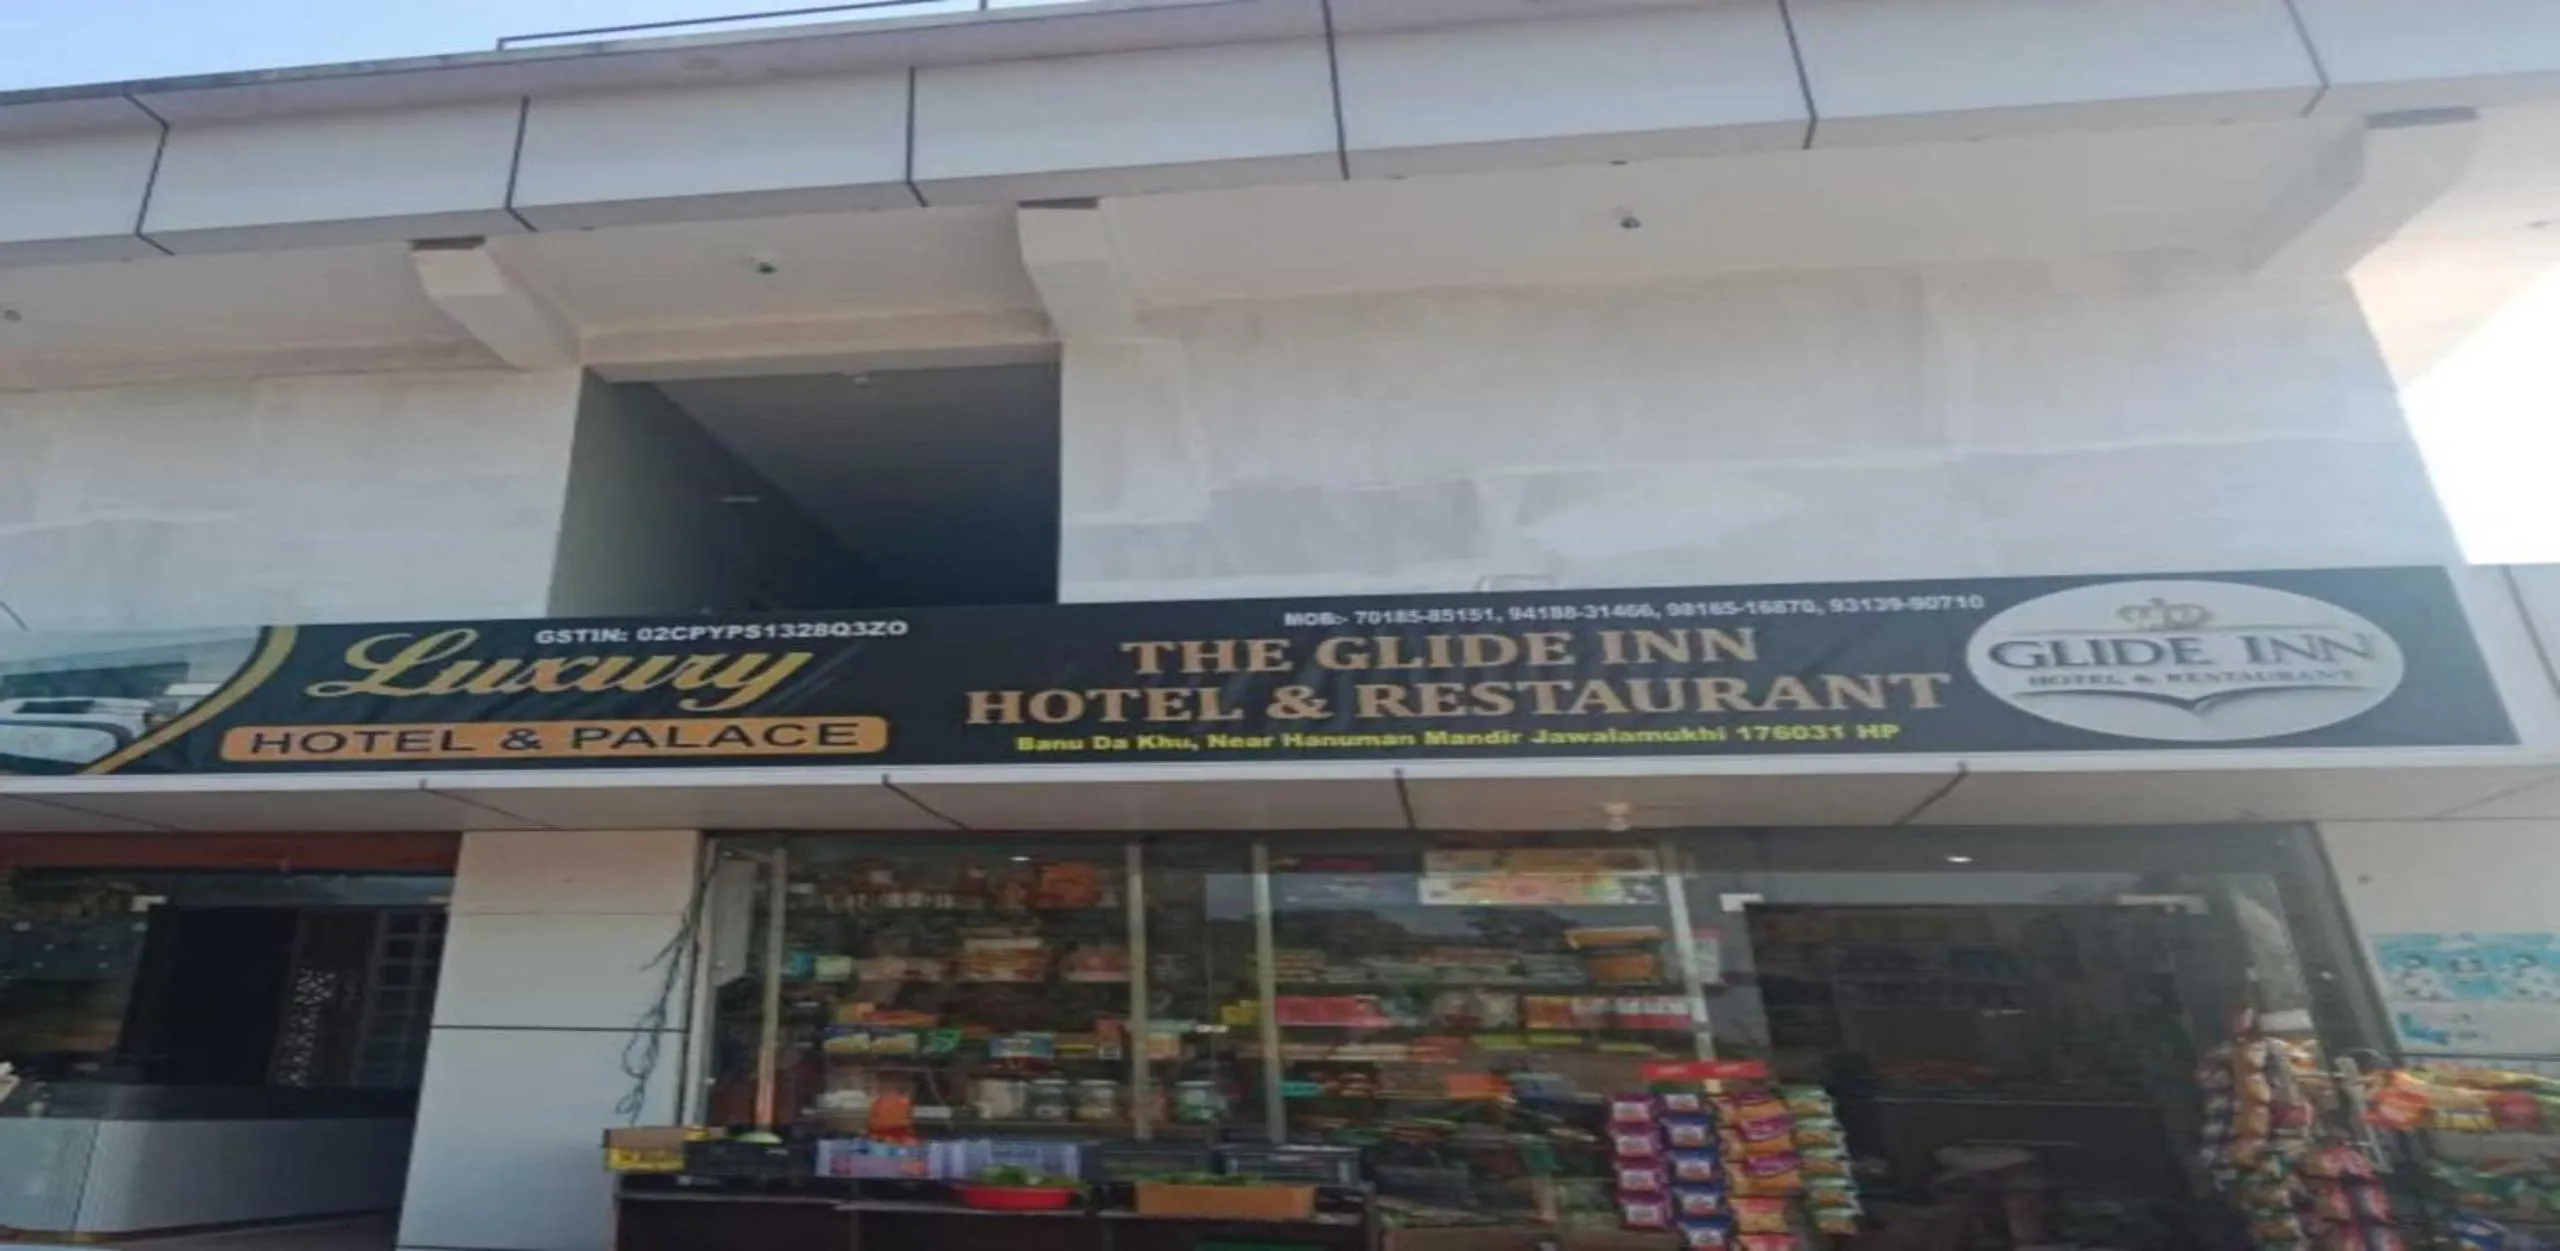 GSTIN: 02CPYPS1328Q3ZO
Luxury
HOTEL & PALACE
MOB:- 70185-85151, 94188-31466, 98165-16870, 93139-90710
THE GLIDE INN
HOTEL & RESTAURANT
Banu Da Khu, Near Hanuman Mandir Jawalamukhi 176031 HP
GLIDE INN
HOTEL & RESTAURANT